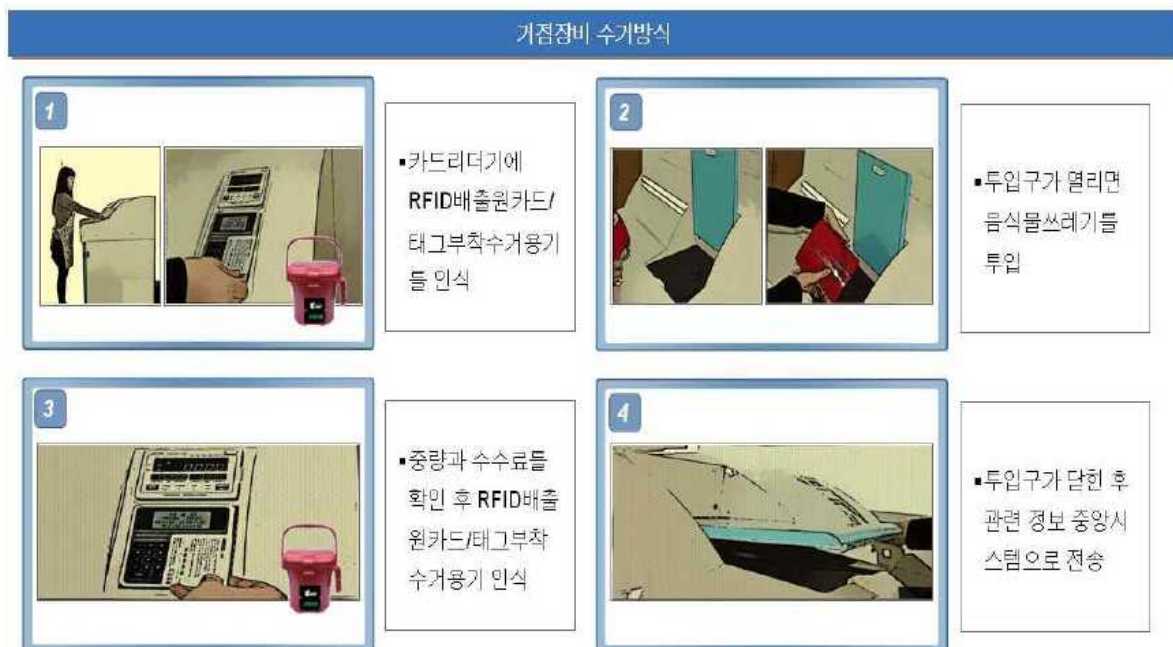 거점장비 수거방식
1
▪카드리더기에
RFID배출원카드/
태그부착수거용기
를 인식
2
▪투입구가 열리면
음식물쓰레기를
투입
3
▪중량과 수수료를
확인 후 RFID배출
원카드/태그부착
수거용기 인식
4
▪투입구가 닫힌 후
관련 정보 중앙시
스템으로 전송